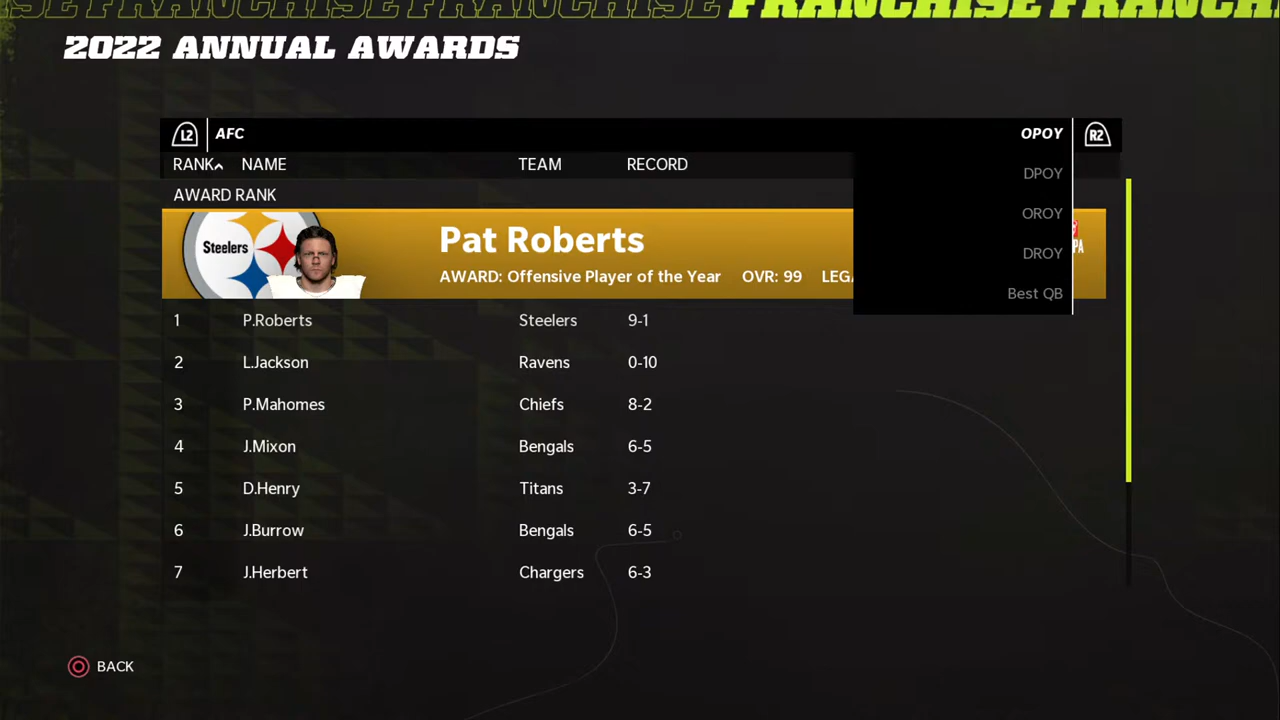 FRANCHISE FRANCHISE FRANCHISE
2022 ANNUAL AWARDS
L2 AFC OPOY R2
RANK NAME TEAM RECORD
DPOY
AWARD RANK
OROY
Steelers
Pat Roberts
DROY
AWARD: Offensive Player of the Year OVR: 99 LEGA
Best QB
1 P.Roberts Steelers 9-1
2 L.Jackson Ravens 0-10
3 P.Mahomes Chiefs 8-2
4 J.Mixon Bengals 6-5
5 D.Henry Titans 3-7
6 J.Burrow Bengals 6-5
7 J.Herbert Chargers 6-3
BACK